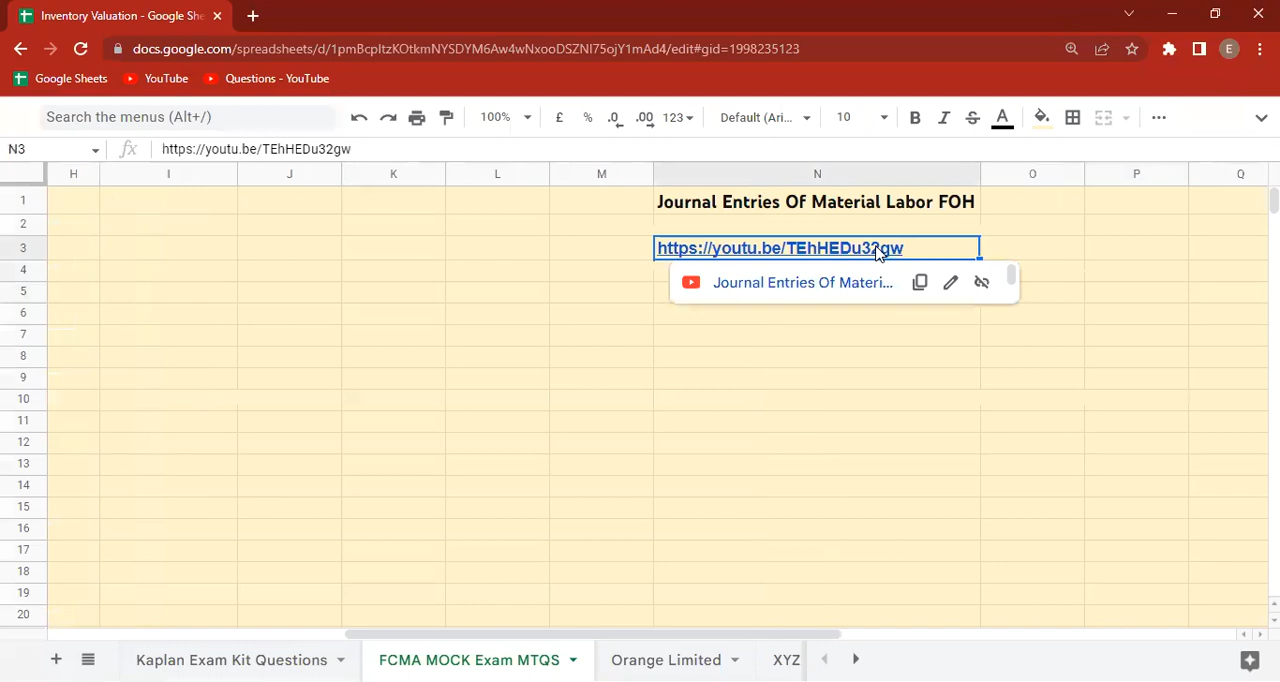 Inventory Valuation - Google She
docs.google.com/spreadsheets/d/1pmBcpItzKOtkmNYSDYM6Aw4wNxooDSZNI75ojY1mAd4/edit#gid=1998235123
E
Google Sheets YouTube Questions - YouTube
Search the menus (Alt+/) 100% £ % .0 .00 123 Default (Ari... 10 B I S A
N3 fx https://youtu.be/TEhHEDu32gw
H I J K L M N O P Q
1 Journal Entries Of Material Labor FOH
2
3 https://youtu.be/TEhHEDu32gw
4 Journal Entries Of Materi...
5
6
7
8
9
10
11
12
13
14
15
16
17
18
19
20
Kaplan Exam Kit Questions FCMA MOCK Exam MTQS Orange Limited XYZ